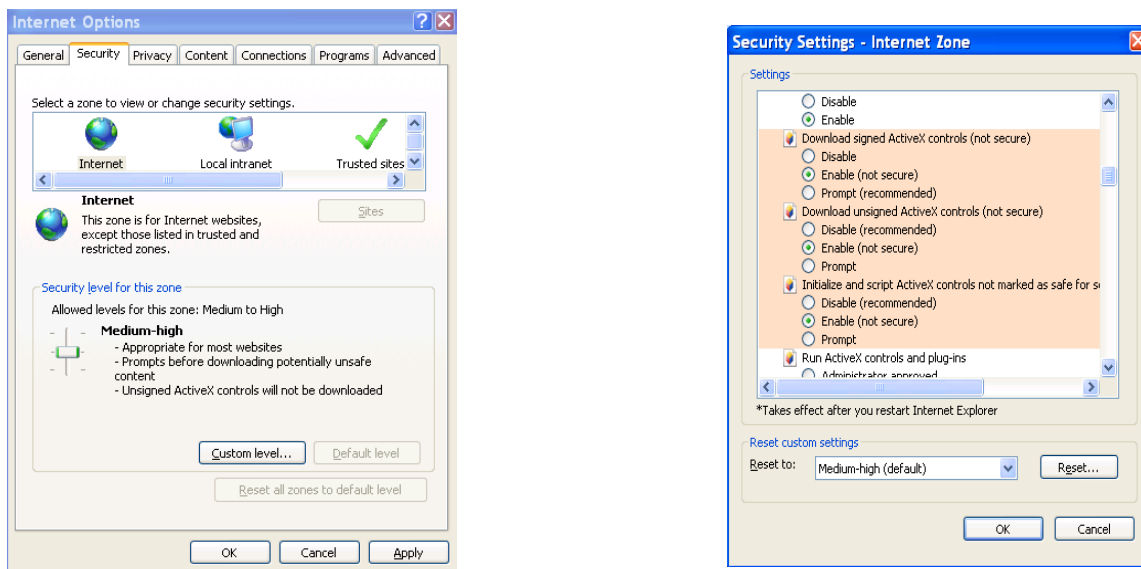 Internet Options
General Security Privacy Content Connections Programs Advanced
Select a zone to view or change security settings.
Internet Local intranet Trusted sites
Internet
Sites
This zone is for Internet websites,
except those listed in trusted and
restricted zones.
Security level for this zone
Allowed levels for this zone: Medium to High
Medium-high
- Appropriate for most websites
- Prompts before downloading potentially unsafe
content
- Unsigned ActiveX controls will not be downloaded
Custom level... Default level
Reset all zones to default level
OK Cancel Apply
Security Settings - Internet Zone
Settings
Disable
Enable
Download signed ActiveX controls (not secure)
Disable
Enable (not secure)
Prompt (recommended)
Download unsigned ActiveX controls (not secure)
Disable (recommended)
Enable (not secure)
Prompt
Initialize and script ActiveX controls not marked as safe for s
Disable (recommended)
Enable (not secure)
Prompt
Run ActiveX controls and plug-ins
Administrator approved
*Takes effect after you restart Internet Explorer
Reset custom settings
Reset to: Medium-high (default) Reset...
OK Cancel